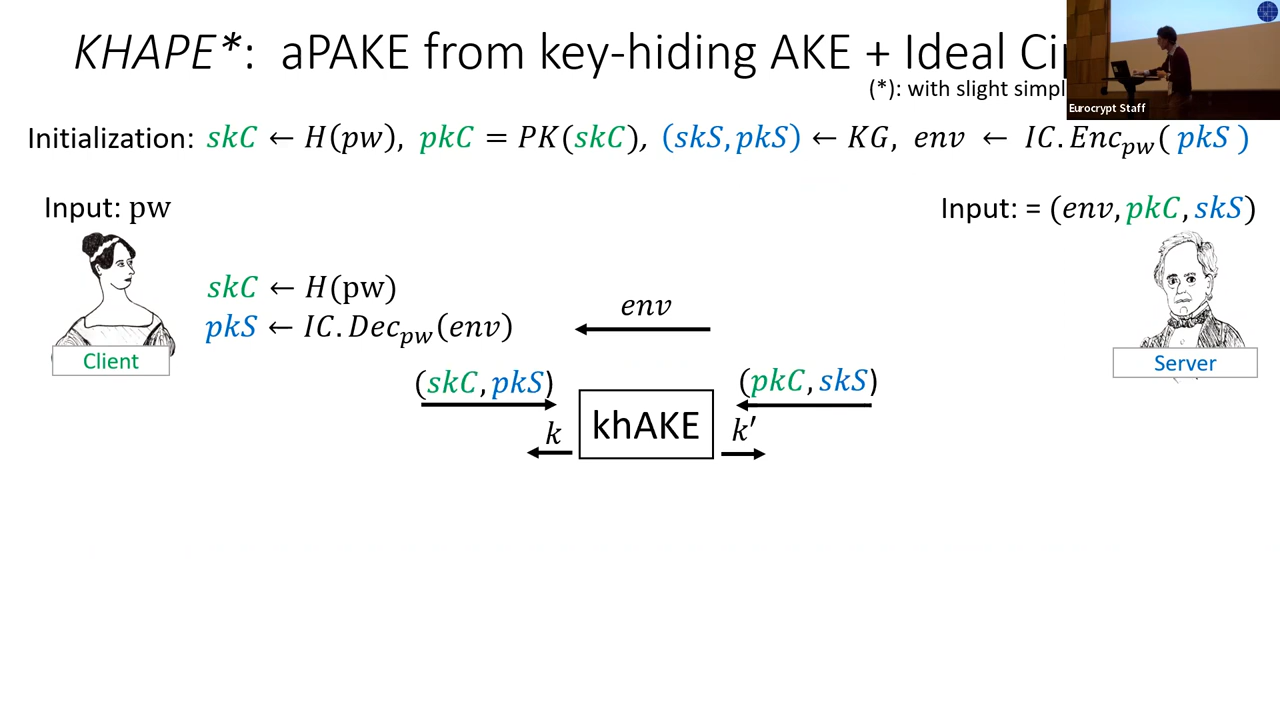 KHAPE*: aPAKE from key-hiding AKE + Ideal
(*): with slight
Eurocrypt Staff
Initialization: skC ← H(pw), pkC = PK(skC), (skS, pkS) ← KG, env ← IC.Enc_pw(pkS)
Input: pw
Input: = (env, pkC, skS)
skC ← H(pw)
pkS ← IC.Dec_pw(env)
env
Client
Server
(skC, pkS)
(pkC, skS)
k
khAKE
k′